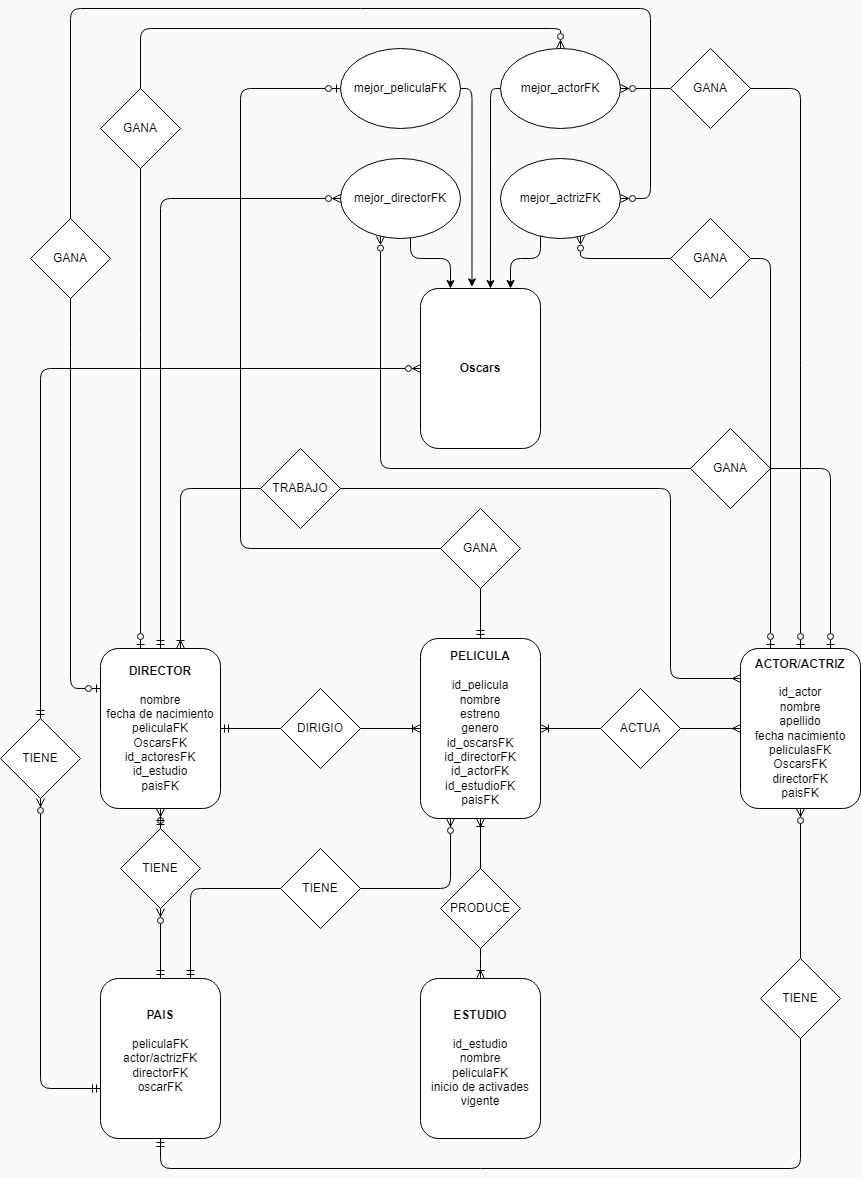 mejor_peliculaFK
mejor_actorFK
GANA
GANA
mejor_directorFK
mejor_actrizFK
GANA
GANA
Oscars
GANA
TRABAJO
GANA
DIRECTOR
nombre
fecha de nacimiento
peliculaFK
OscarsFK
id_actoresFK
id_estudio
paisFK
PELICULA
id_pelicula
nombre
estreno
genero
id_oscarsFK
id_directorFK
id_actorFK
id_estudioFK
paisFK
ACTOR/ACTRIZ
id_actor
nombre
apellido
fecha nacimiento
peliculasFK
OscarsFK
directorFK
paisFK
DIRIGIO
ACTUA
TIENE
TIENE
TIENE
PRODUCE
TIENE
PAIS
peliculaFK
actor/actrizFK
directorFK
oscarFK
ESTUDIO
id_estudio
nombre
peliculaFK
inicio de activades
vigente